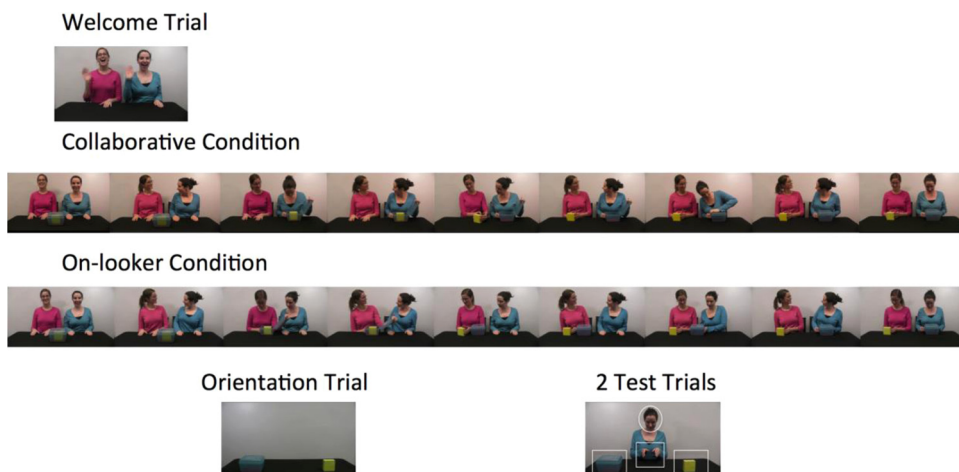 Welcome Trial
Collaborative Condition
On-looker Condition
Orientation Trial
2 Test Trials